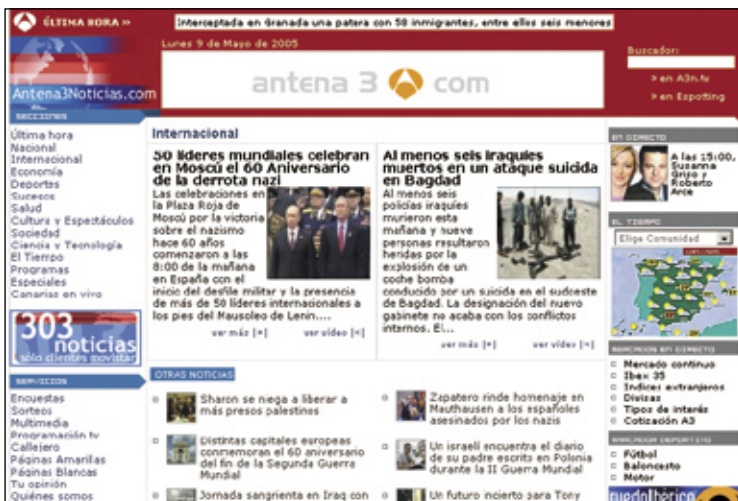 ÚLTIMA HORA »
Interceptada en Granada una patera con 58 inmigrantes, entre ellos seis menores
Lunes 9 de Mayo de 2005
antena 3 com
Buscador:
» en A3n.tv
» en Espotting
Antena3Noticias.com
SECCIONES
Última hora
Nacional
Internacional
Economía
Deportes
Sucesos
Salud
Cultura y Espectáculos
Sociedad
Ciencia y Tecnología
El Tiempo
Programas
Especiales
Canarias en vivo
303
noticias
sólo clientes movistar
SERVICIOS
Encuestas
Sorteos
Multimedia
Programación tv
Callejero
Páginas Amarillas
Páginas Blancas
Tu opinión
Quiénes somos
Internacional
50 líderes mundiales celebran
en Moscú el 60 Aniversario
de la derrota nazi
Las celebraciones en
la Plaza Roja de
Moscú por la victoria
sobre el nazismo
hace 60 años
comenzaron a las
8:00 de la mañana
en España con el
inicio del desfile militar y la presencia
de más de 50 líderes internacionales a
los pies del Mausoleo de Lenin....
ver más [+]
ver vídeo [<]
Al menos seis iraquíes
muertos en un ataque suicida
en Bagdad
Al menos seis
policías iraquíes
murieron esta
mañana y nueve
personas resultaron
heridas por la
explosión de un
coche bomba
conducido por un suicida en el sudoeste
de Bagdad. La designación del nuevo
gabinete no acaba con los conflictos
internos. El...
ver más [+]
ver vídeo [<]
OTRAS NOTICIAS
Sharon se niega a liberar a
más presos palestinos
Distintas capitales europeas
conmemoran el 60 aniversario
del fin de la Segunda Guerra
Mundial
Jornada sangrienta en Iraq con
Zapatero rinde homenaje en
Mauthausen a los españoles
asesinados por los nazis
Un israelí encuentra el diario
de su padre escrito en Polonia
durante la II Guerra Mundial
Un futuro incierto para Tony
EN DIRECTO
A las 15:00,
Susanna
Griso y
Roberto
Arce
EL TIEMPO
Elige Comunidad
MERCADOS EN DIRECTO
Mercado continuo
Ibex 35
Indices extranjeros
Divisas
Tipos de interés
Cotización A3
MARCADOR DEPORTIVO
Fútbol
Baloncesto
Motor
ruedolbérico